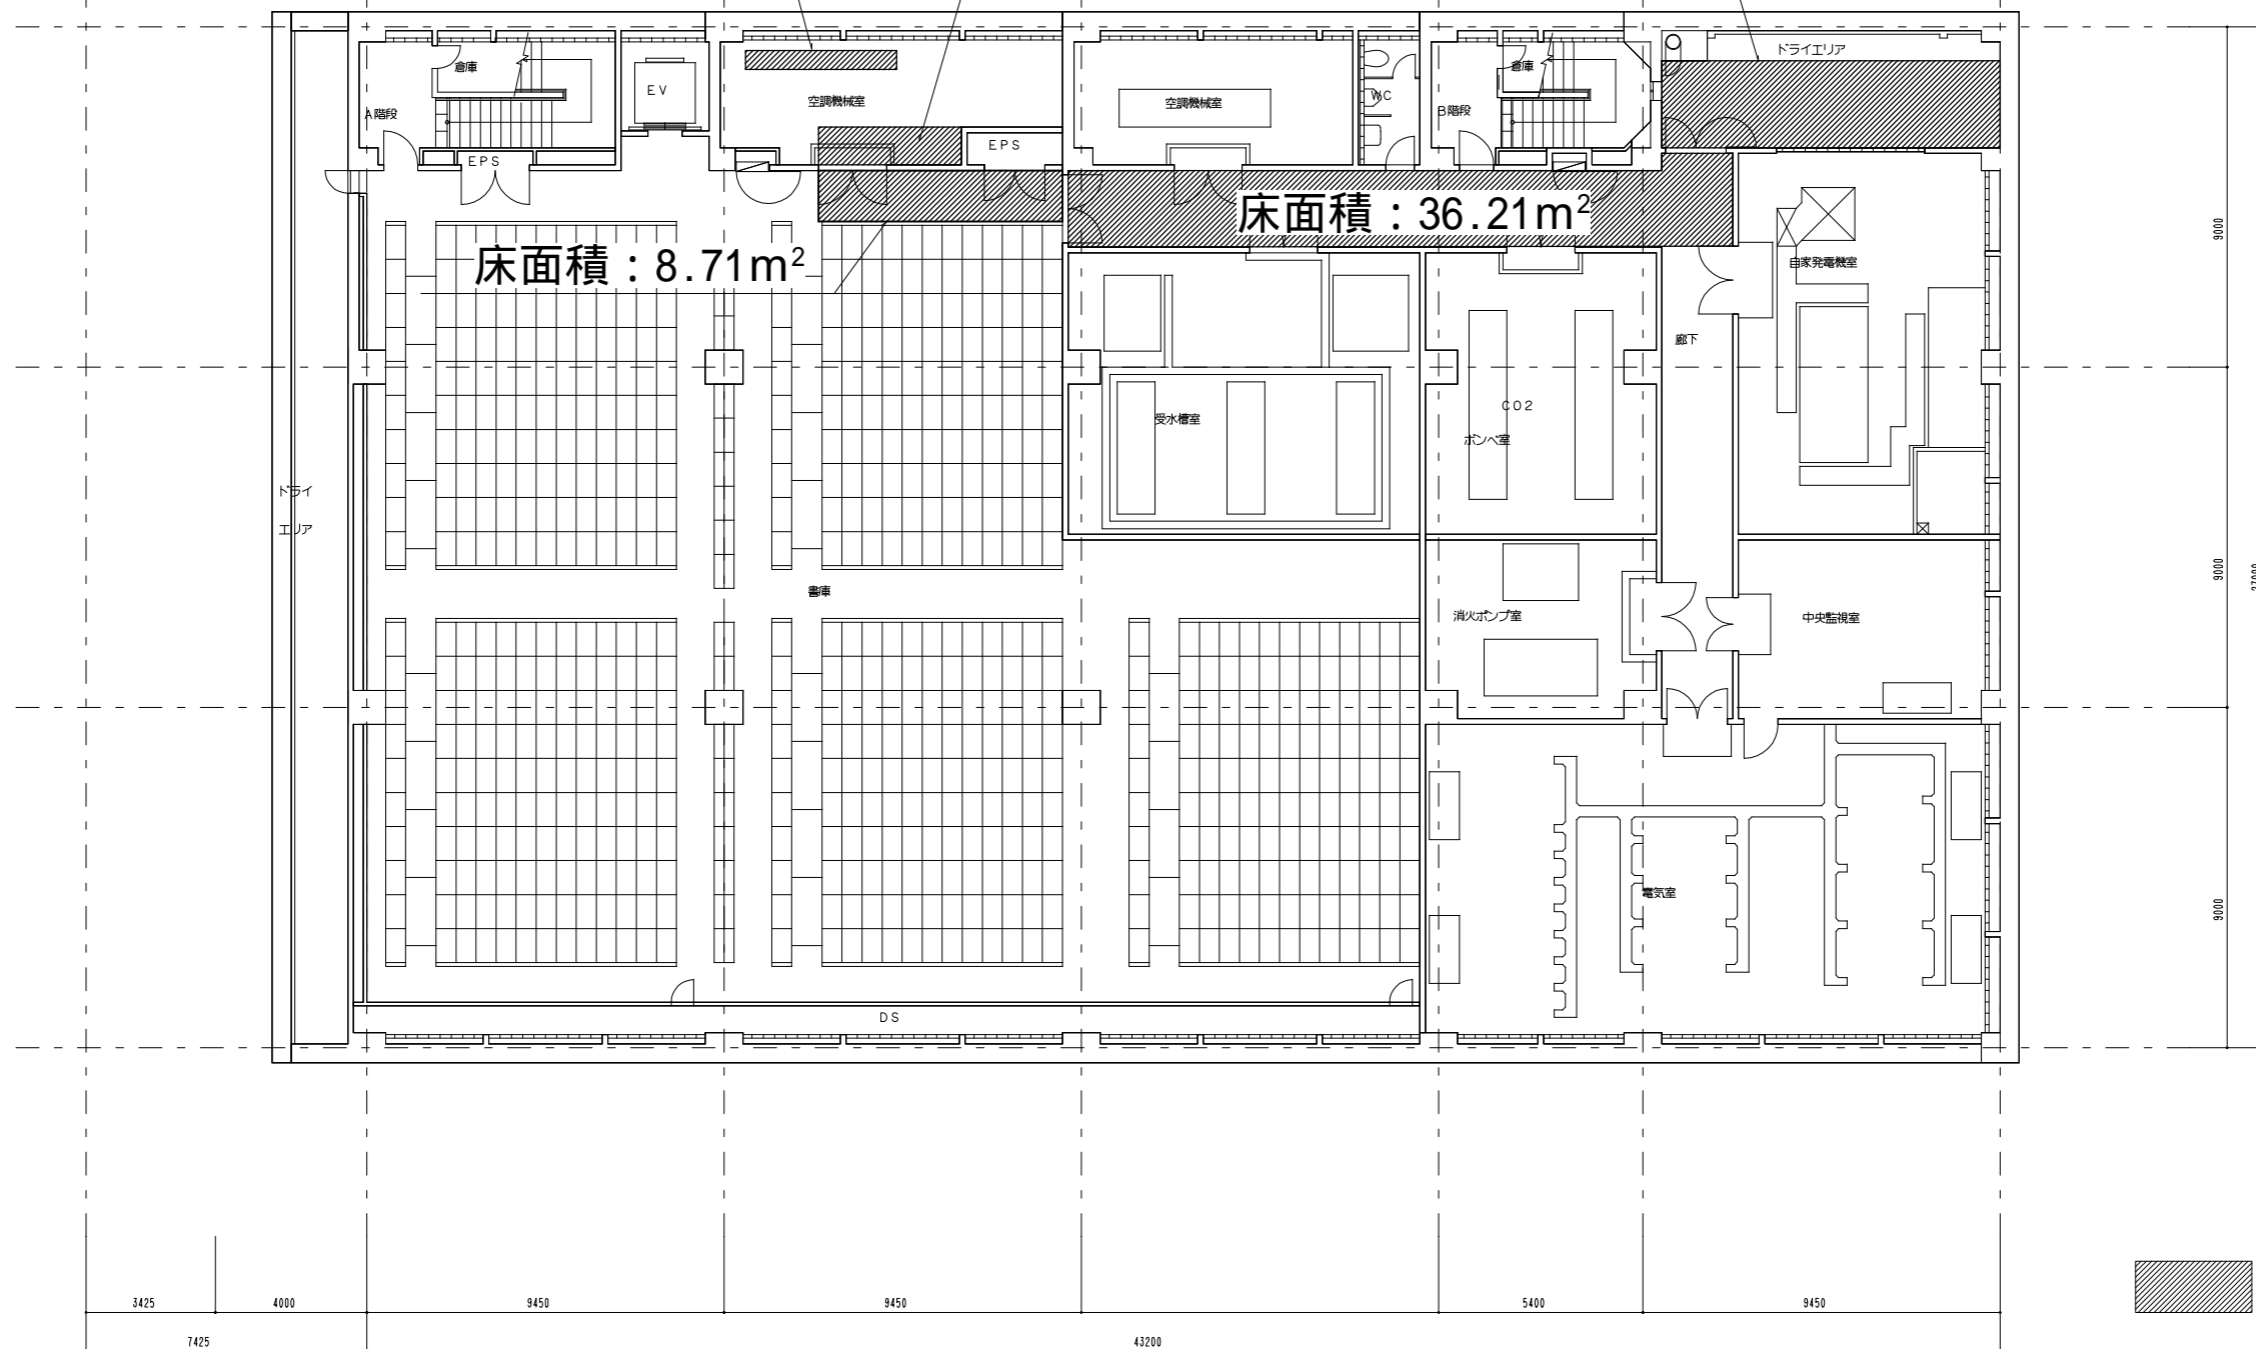 ドライエリア
倉庫
倉庫
EV
WC
空調機械室
空調機械室
A階段
B階段
EPS
EPS
床面積：36.21m²
床面積：8.71m²
自家発電機室
廊下
9000
CO2
ボンベ室
受水槽室
ドライ
エリア
書庫
9000
消火ポンプ室
中央監視室
電気室
9000
DS
3425
4000
9450
9450
5400
9450
7425
43200